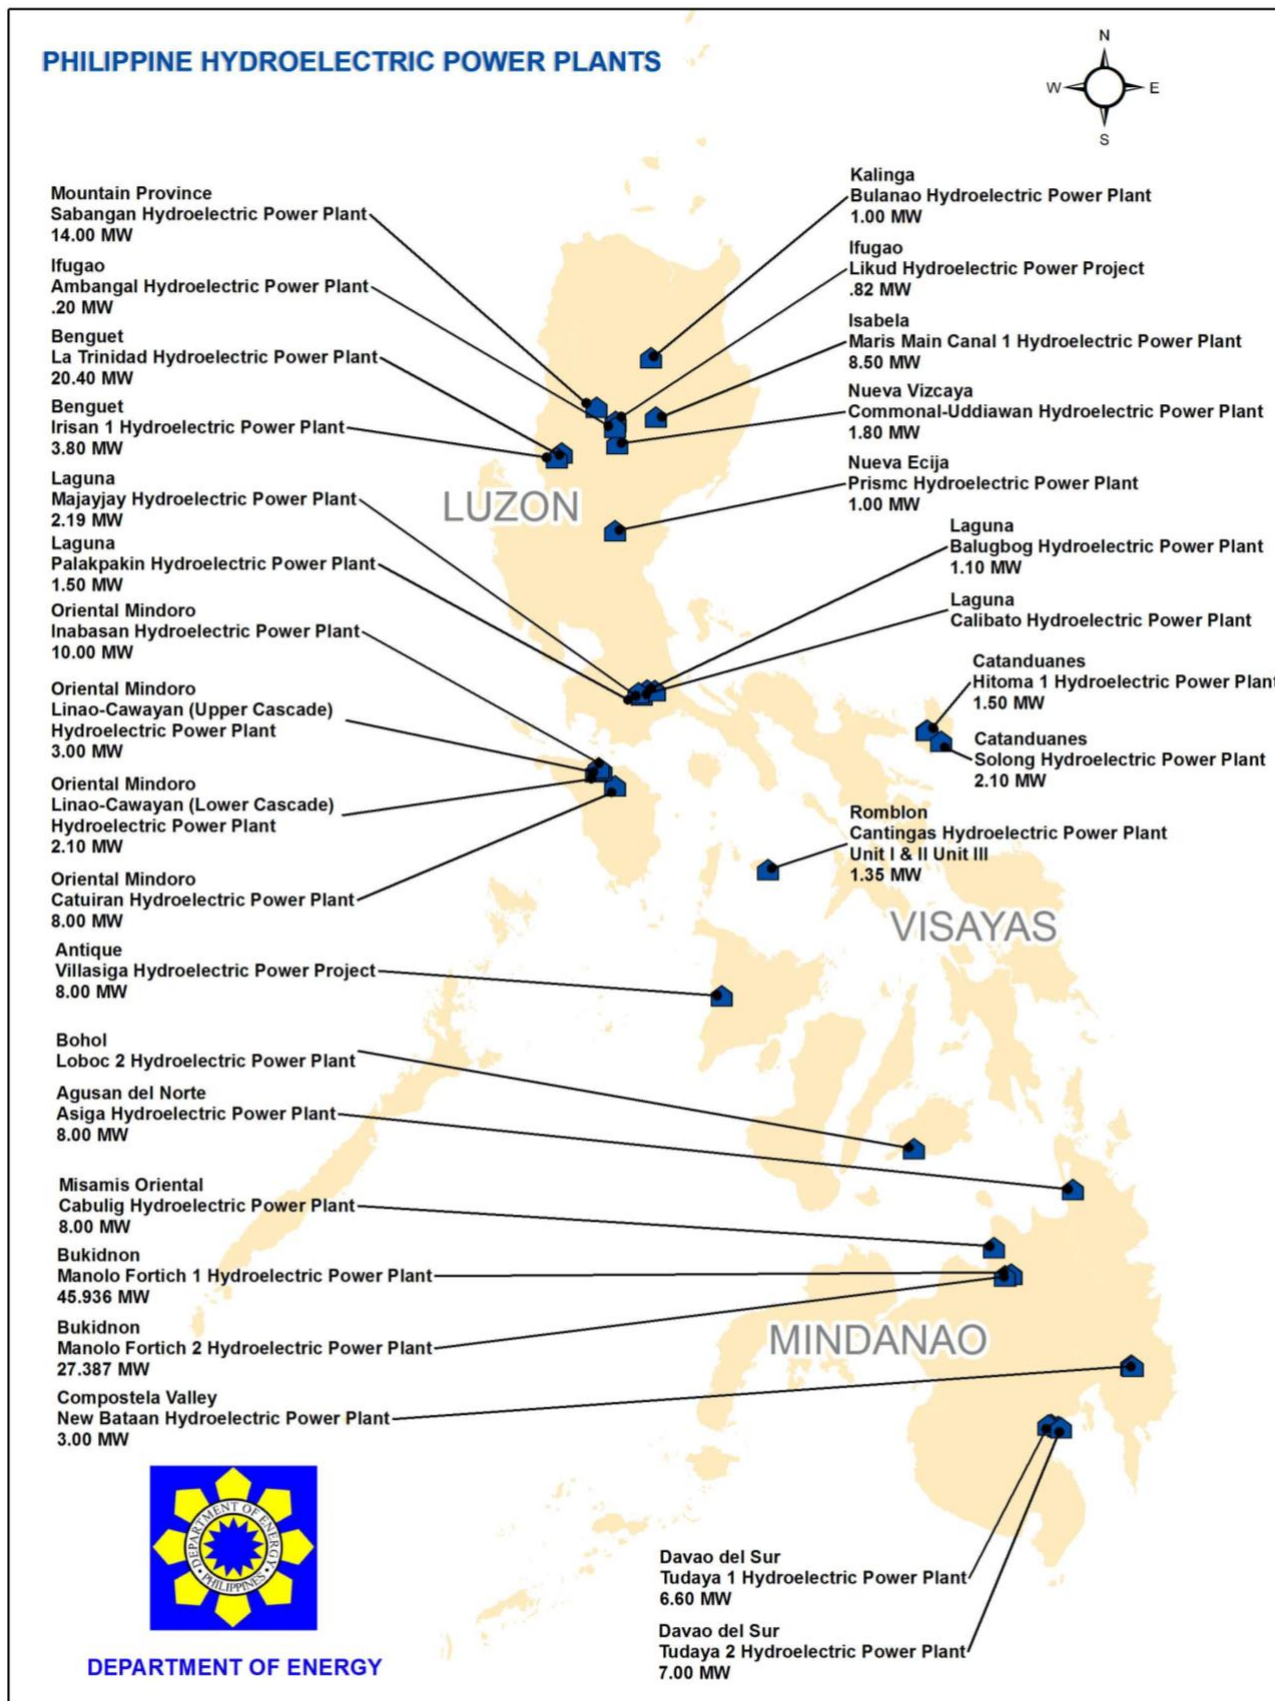 PHILIPPINE HYDROELECTRIC POWER PLANTS
N
W
E
S
Mountain Province
Sabangan Hydroelectric Power Plant
14.00 MW
Ifugao
Ambangal Hydroelectric Power Plant
.20 MW
Benguet
La Trinidad Hydroelectric Power Plant
20.40 MW
Benguet
Irisan 1 Hydroelectric Power Plant
3.80 MW
Laguna
Majayjay Hydroelectric Power Plant
2.19 MW
Laguna
Palakpakin Hydroelectric Power Plant
1.50 MW
Oriental Mindoro
Inabasan Hydroelectric Power Plant
10.00 MW
Oriental Mindoro
Linao-Cawayan (Upper Cascade)
Hydroelectric Power Plant
3.00 MW
Oriental Mindoro
Linao-Cawayan (Lower Cascade)
Hydroelectric Power Plant
2.10 MW
Oriental Mindoro
Catuiran Hydroelectric Power Plant
8.00 MW
Antique
Villasiga Hydroelectric Power Project
8.00 MW
Bohol
Loboc 2 Hydroelectric Power Plant
Agusan del Norte
Asiga Hydroelectric Power Plant
8.00 MW
Misamis Oriental
Cabulig Hydroelectric Power Plant
8.00 MW
Bukidnon
Manolo Fortich 1 Hydroelectric Power Plant
45.936 MW
Bukidnon
Manolo Fortich 2 Hydroelectric Power Plant
27.387 MW
Compostela Valley
New Bataan Hydroelectric Power Plant
3.00 MW
Kalinga
Bulanao Hydroelectric Power Plant
1.00 MW
Ifugao
Likud Hydroelectric Power Project
.82 MW
Isabela
Maris Main Canal 1 Hydroelectric Power Plant
8.50 MW
Nueva Vizcaya
Commonal-Uddiawan Hydroelectric Power Plant
1.80 MW
Nueva Ecija
Prismc Hydroelectric Power Plant
1.00 MW
Laguna
Balugbog Hydroelectric Power Plant
1.10 MW
Laguna
Calibato Hydroelectric Power Plant
Catanduanes
Hitoma 1 Hydroelectric Power Plant
1.50 MW
Catanduanes
Solong Hydroelectric Power Plant
2.10 MW
Romblon
Cantingas Hydroelectric Power Plant
Unit I & II Unit III
1.35 MW
LUZON
VISAYAS
MINDANAO
Davao del Sur
Tudaya 1 Hydroelectric Power Plant
6.60 MW
Davao del Sur
Tudaya 2 Hydroelectric Power Plant
7.00 MW
DEPARTMENT OF ENERGY
PHILIPPINES
DEPARTMENT OF ENERGY